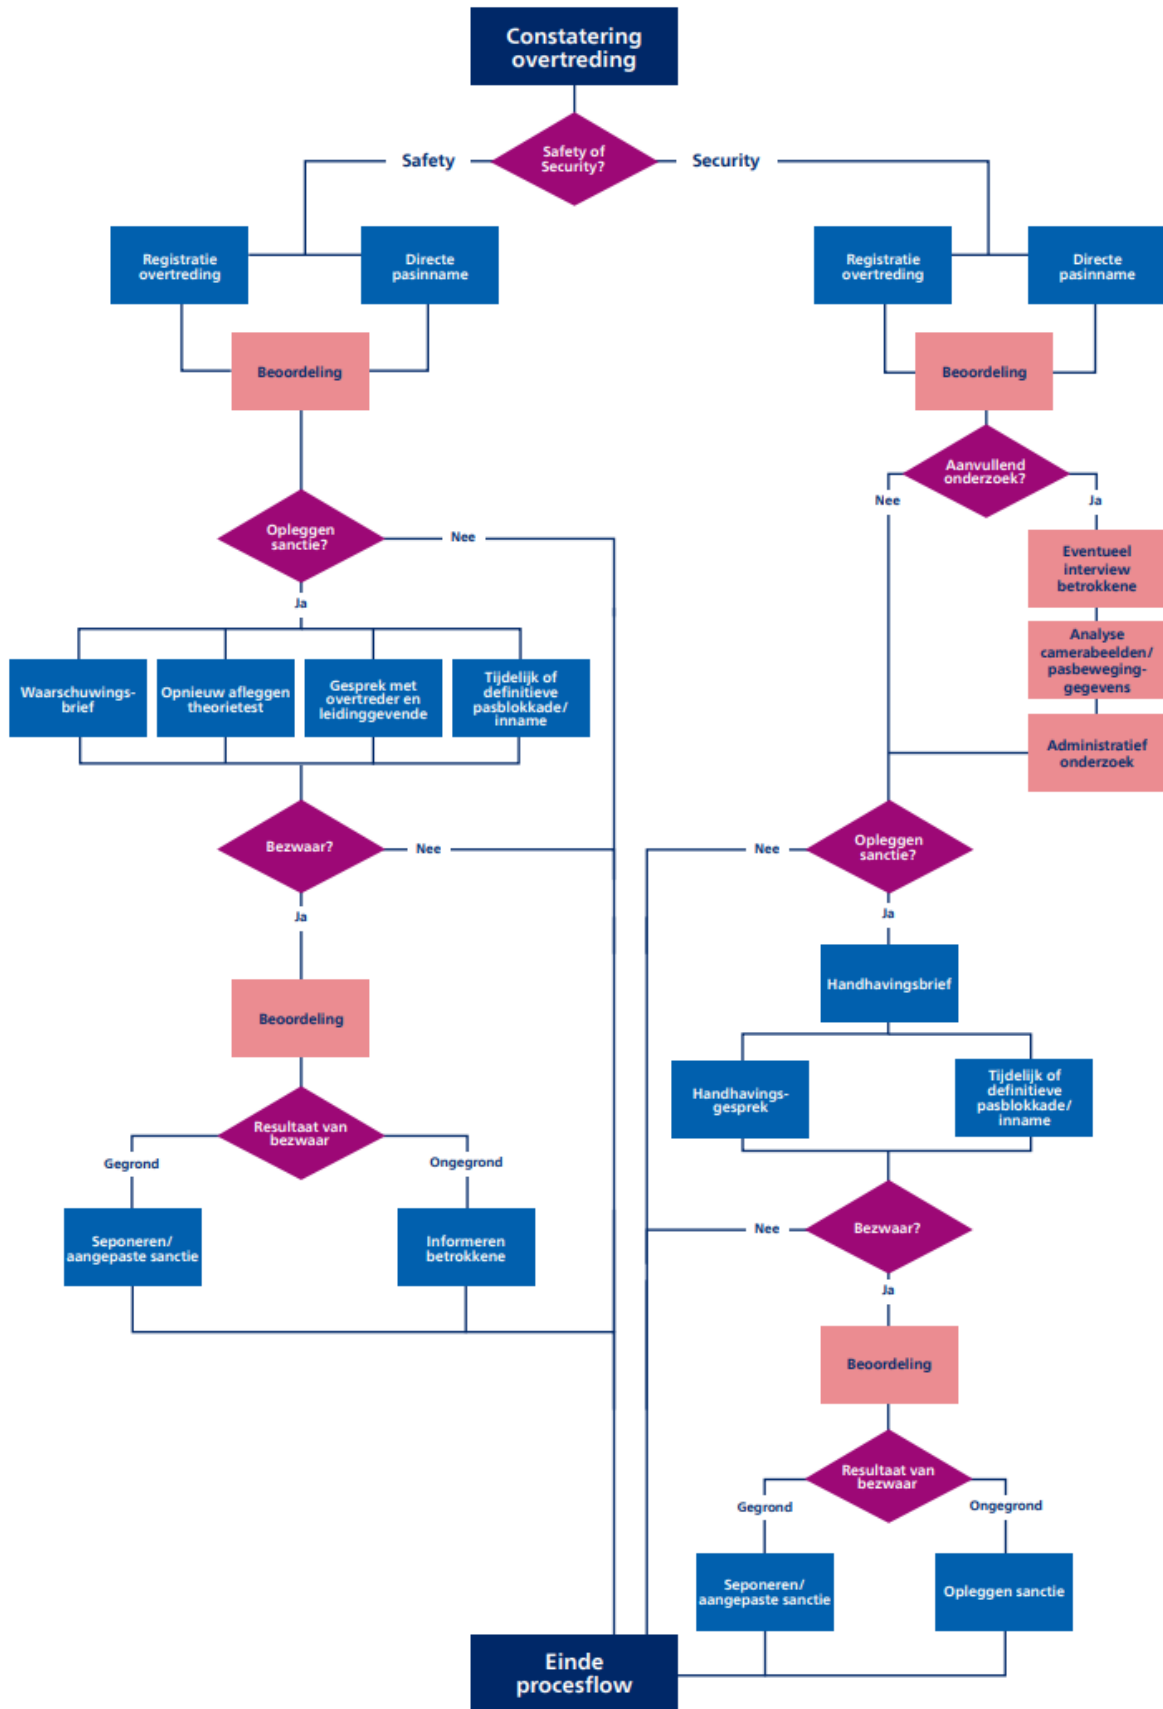 Constatering
overtreding
Safety of
Security?
Safety
Security
Registratie
overtreding
Directe
pasinname
Registratie
overtreding
Directe
pasinname
Beoordeling
Beoordeling
Aanvullend
onderzoek?
Nee
Ja
Opleggen
sanctie?
Nee
Ja
Eventueel
interview
betrokkene
Analyse
camerabeelden/
pasbeweging-
gegevens
Administratief
onderzoek
Waarschuwings-
brief
Opnieuw afleggen
theorietest
Gesprek met
overtreder en
leidinggevende
Tijdelijk of
definitieve
pasblokkade/
inname
Bezwaar?
Nee
Ja
Nee
Opleggen
sanctie?
Ja
Handhavingsbrief
Beoordeling
Handhavings-
gesprek
Tijdelijk of
definitieve
pasblokkade/
inname
Resultaat van
bezwaar
Gegrond
Ongegrond
Seponeren/
aangepaste sanctie
Informeren
betrokkene
Nee
Bezwaar?
Ja
Beoordeling
Resultaat van
bezwaar
Gegrond
Ongegrond
Seponeren/
aangepaste sanctie
Opleggen sanctie
Einde
procesflow